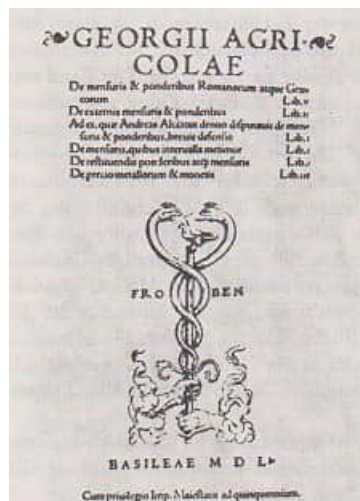 GEORGII AGRI-
COLAE
De mensuris & ponderibus Romanorum atque Græ-
corum Lib. V
De externis mensuris & ponderibus Lib. II
Ad ea, quæ Andreas Alciatus denuo disputauit de men-
suris & ponderibus, breuis defensio Lib. I
De mensuris, quibus interualla metimur Lib. I
De restituendis ponderibus atq; mensuris Lib. I
De precio metallorum & monetis Lib. III
FRO BEN
BASILEAE M D L
Cum priuilegio Imp. Maiestatis ad quinquennium.